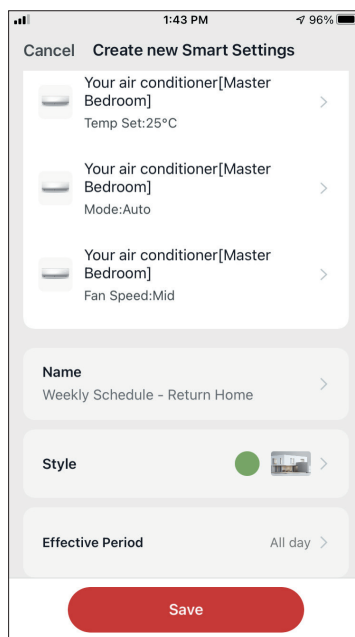 1:43 PM
96%
Cancel
Create new Smart Settings
Your air conditioner[Master
Bedroom]
Temp Set:25°C
Your air conditioner[Master
Bedroom]
Mode:Auto
Your air conditioner[Master
Bedroom]
Fan Speed:Mid
Name
Weekly Schedule - Return Home
Style
Effective Period
All day
Save